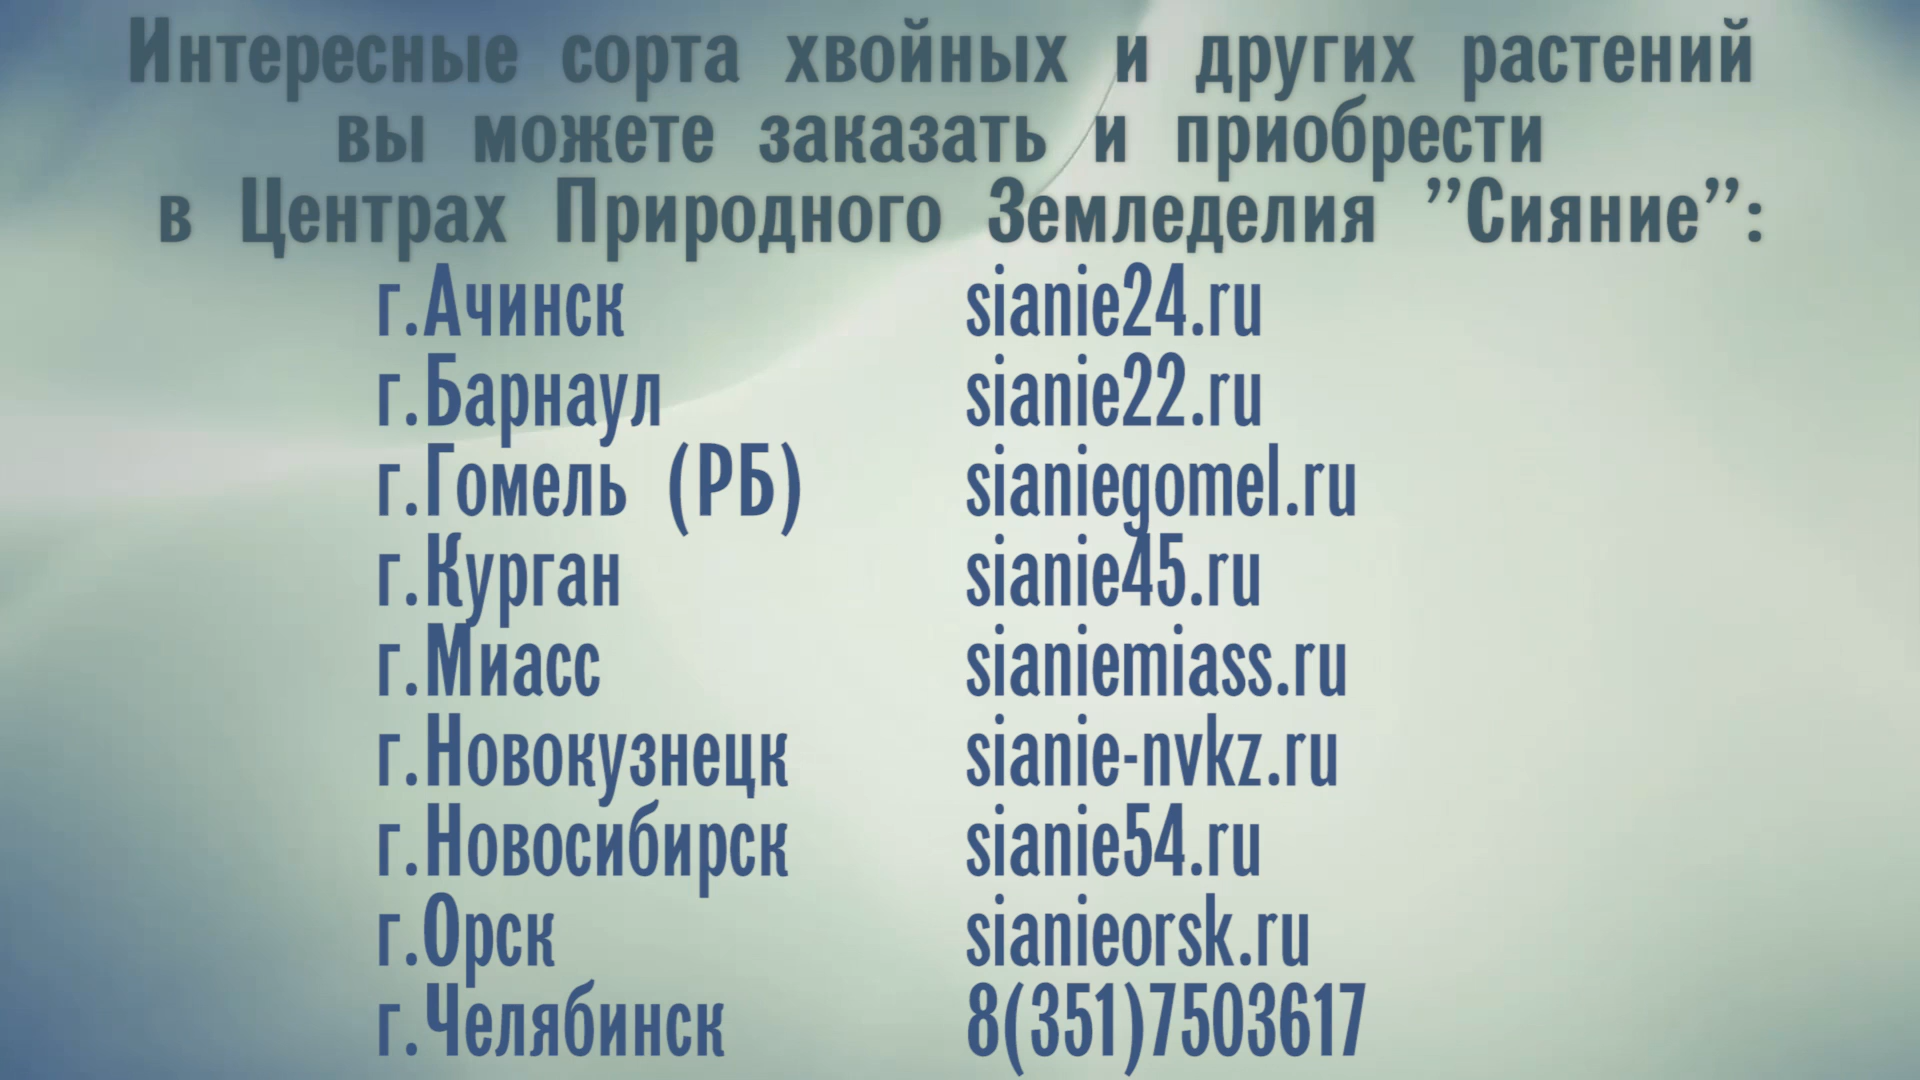 Интересные сорта хвойных и других растений
вы можете заказать и приобрести
в Центрах Природного Земледелия "Сияние":
г.Ачинск sianie24.ru
г.Барнаул sianie22.ru
г.Гомель (РБ) sianiegomel.ru
г.Курган sianie45.ru
г.Миасс sianiemiass.ru
г.Новокузнецк sianie-nvkz.ru
г.Новосибирск sianie54.ru
г.Орск sianieorsk.ru
г.Челябинск 8(351)7503617